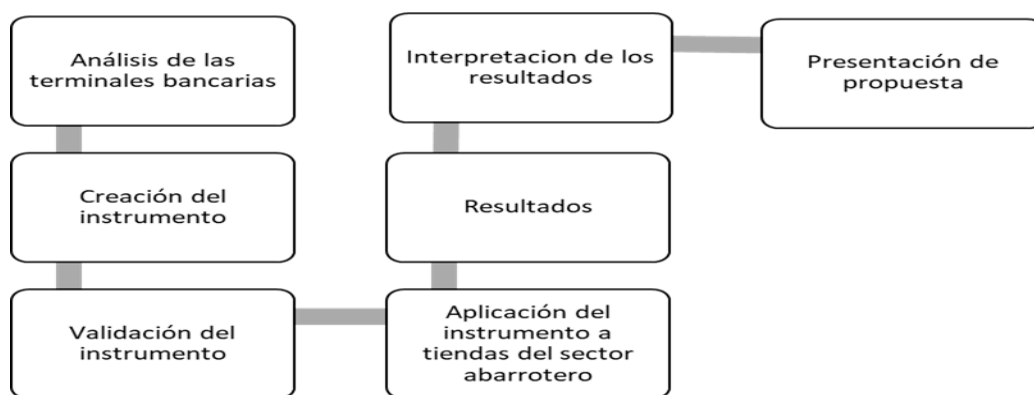 Análisis de las
terminales bancarias
Creación del
instrumento
Validación del
instrumento
Aplicación del
instrumento a
tiendas del sector
abarrotero
Resultados
Interpretacion de los
resultados
Presentación de
propuesta